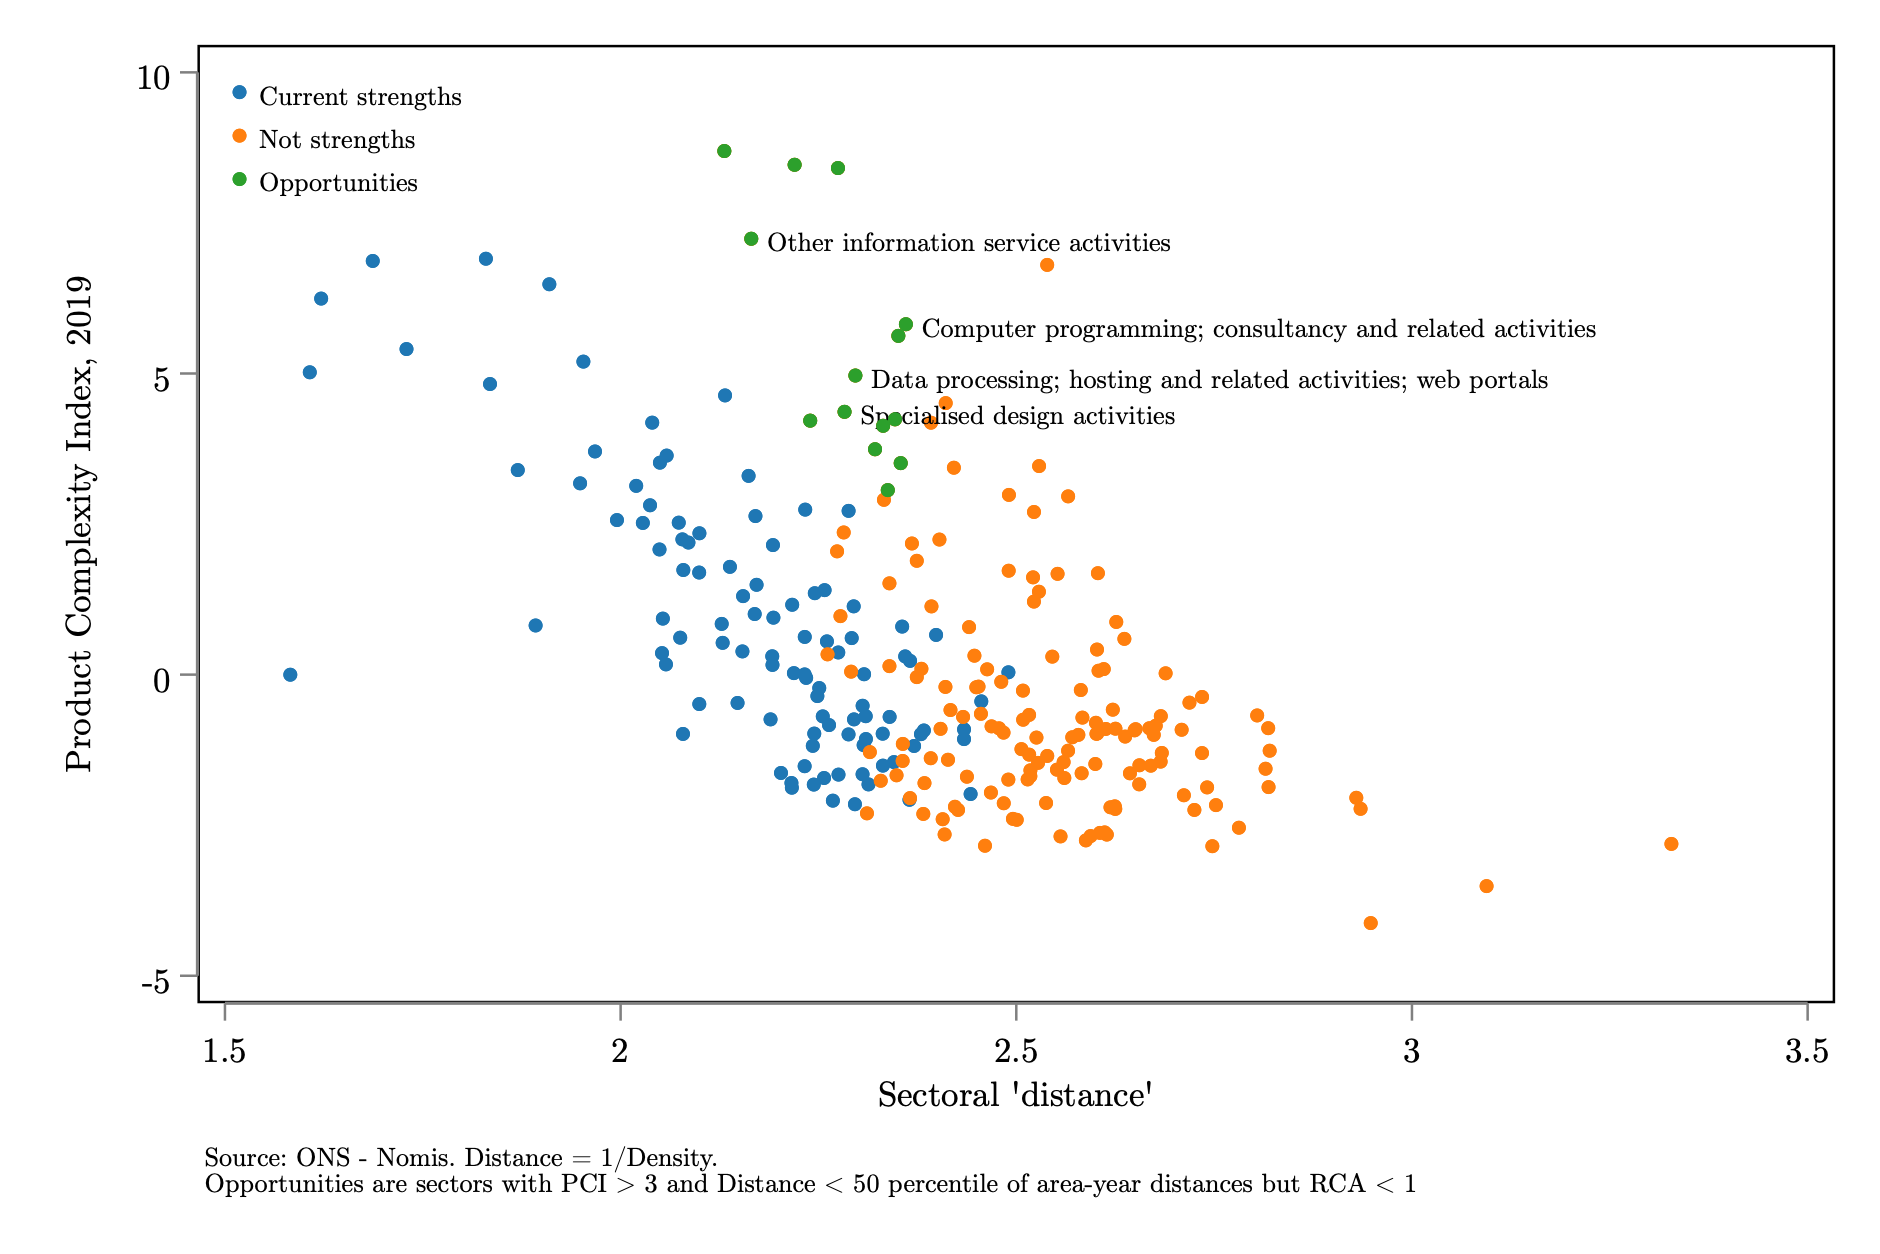 10
Current strengths
Not strengths
Opportunities
Other information service activities
Computer programming; consultancy and related activities
5
Data processing; hosting and related activities; web portals
Specialised design activities
Product Complexity Index, 2019
0
-5
1.5 2 2.5 3 3.5
Sectoral 'distance'
Source: ONS - Nomis. Distance = 1/Density.
Opportunities are sectors with PCI > 3 and Distance < 50 percentile of area-year distances but RCA < 1